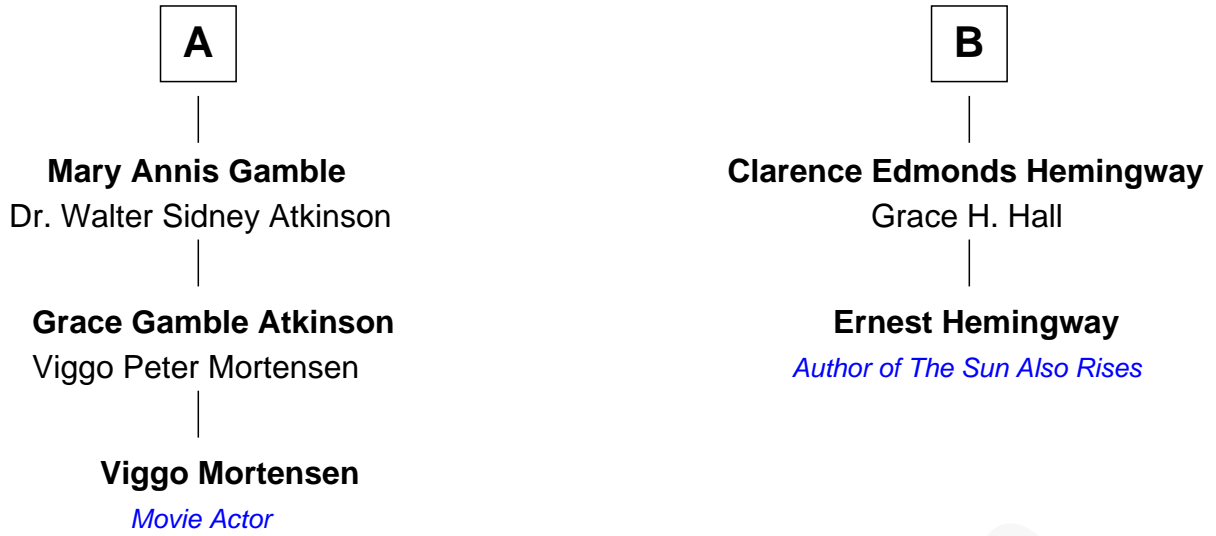 A
Mary Annis Gamble
Dr. Walter Sidney Atkinson
Grace Gamble Atkinson
Viggo Peter Mortensen
Viggo Mortensen
Movie Actor
B
Clarence Edmonds Hemingway
Grace H. Hall
Ernest Hemingway
Author of The Sun Also Rises